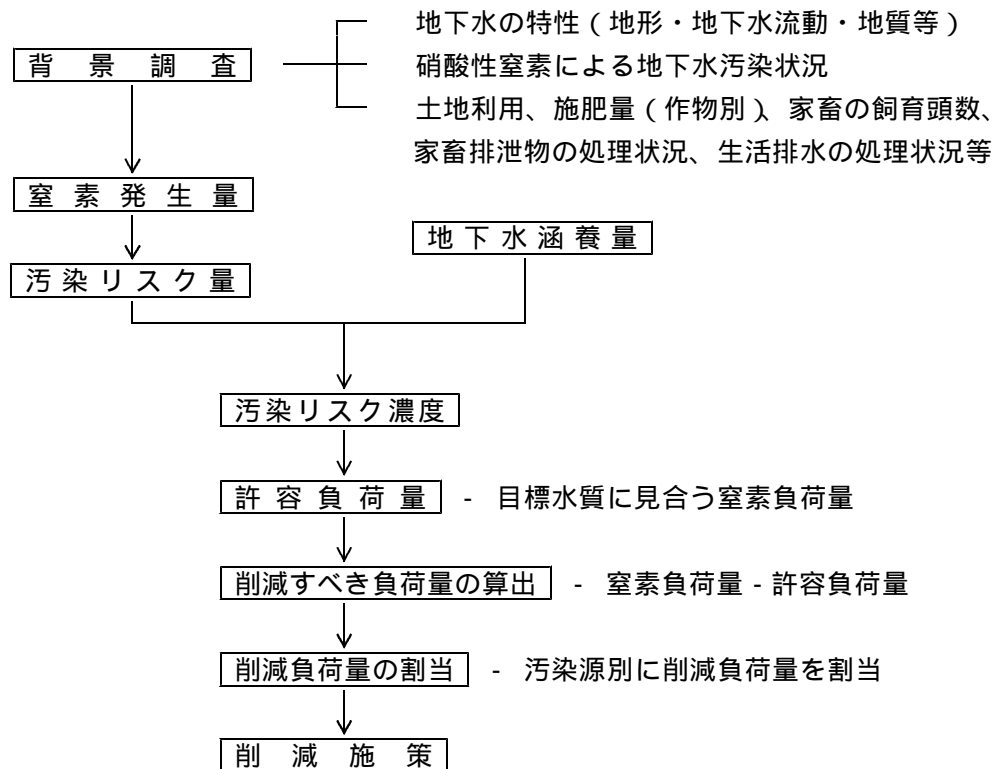 地下水の特性（地形・地下水流動・地質等）
背景調査
硝酸性窒素による地下水汚染状況
土地利用、施肥量（作物別）、家畜の飼育頭数、
家畜排泄物の処理状況、生活排水の処理状況等
窒素発生量
地下水涵養量
汚染リスク量
汚染リスク濃度
許容負荷量 - 目標水質に見合う窒素負荷量
削減すべき負荷量の算出 - 窒素負荷量 - 許容負荷量
削減負荷量の割当 - 汚染源別に削減負荷量を割当
削減施策